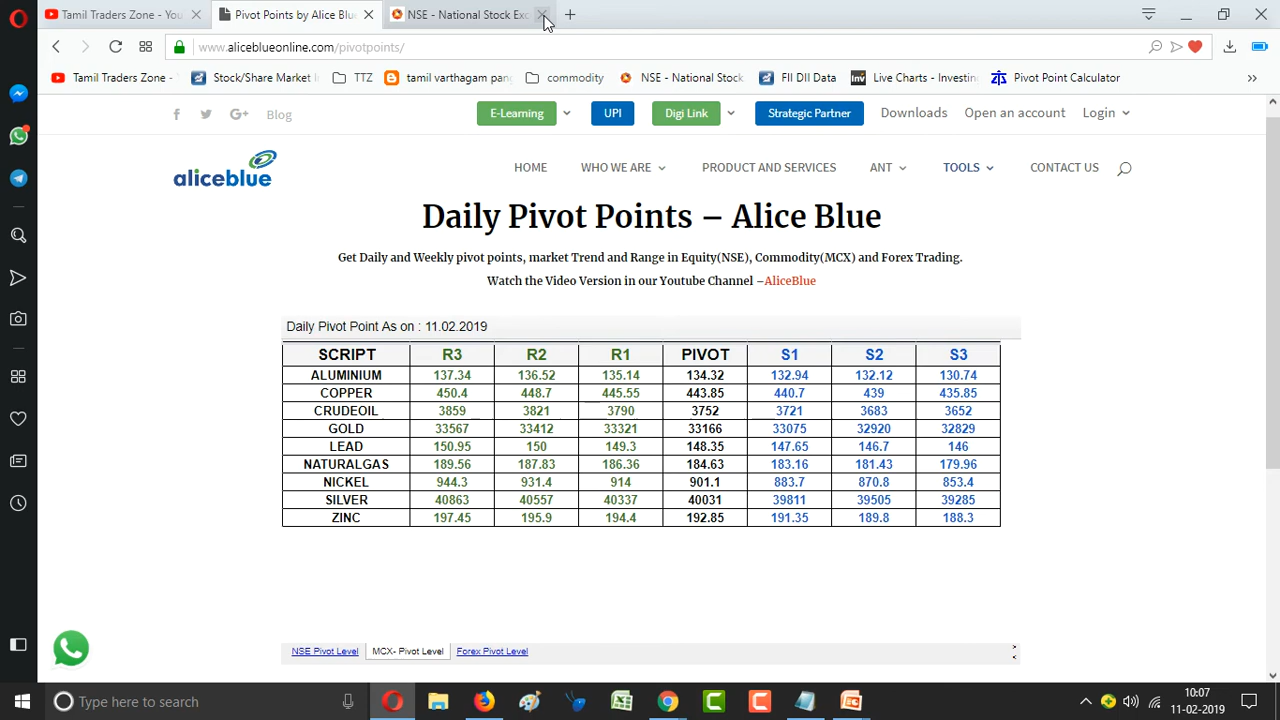 Tamil Traders Zone - You
Pivot Points by Alice Blue
NSE - National Stock Exc
www.aliceblueonline.com/pivotpoints/
Tamil Traders Zone -
Stock/Share Market
TTZ
tamil varthagam
commodity
NSE - National Stock
FII DII Data
Inv
Live Charts - Investin
Pivot Point Calculator
f
G+
Blog
E-Learning
UPI
Digi Link
Strategic Partner
Downloads
Open an account
Login
aliceblue
HOME
WHO WE ARE
PRODUCT AND SERVICES
ANT
TOOLS
CONTACT US
Daily Pivot Points – Alice Blue
Get Daily and Weekly pivot points, market Trend and Range in Equity(NSE), Commodity(MCX) and Forex Trading.
Watch the Video Version in our Youtube Channel –AliceBlue
Daily Pivot Point As on : 11.02.2019
SCRIPT R3 R2 R1 PIVOT S1 S2 S3
ALUMINIUM 137.34 136.52 135.14 134.32 132.94 132.12 130.74
COPPER 450.4 448.7 445.55 443.85 440.7 439 435.85
CRUDEOIL 3859 3821 3790 3752 3721 3683 3652
GOLD 33567 33412 33321 33166 33075 32920 32829
LEAD 150.95 150 149.3 148.35 147.65 146.7 146
NATURALGAS 189.56 187.83 186.36 184.63 183.16 181.43 179.96
NICKEL 944.3 931.4 914 901.1 883.7 870.8 853.4
SILVER 40863 40557 40337 40031 39811 39505 39285
ZINC 197.45 195.9 194.4 192.85 191.35 189.8 188.3
NSE Pivot Level
MCX- Pivot Level
Forex Pivot Level
Type here to search
10:07
11-02-2019